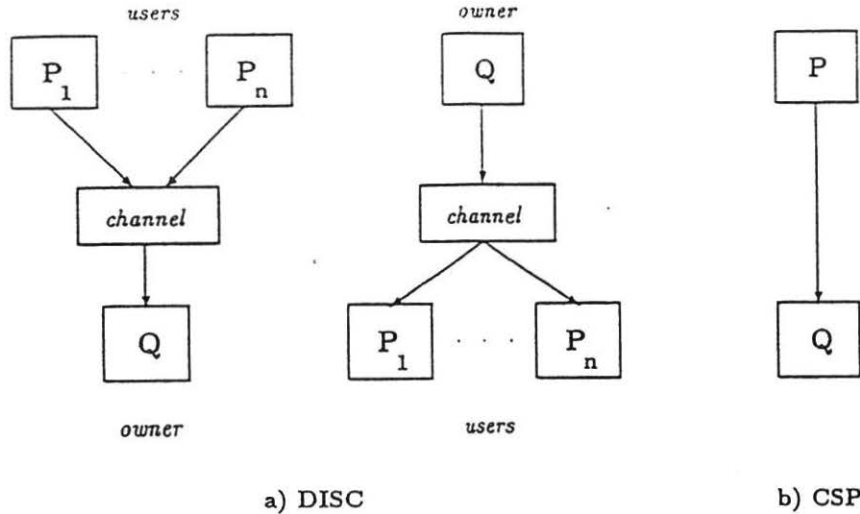 users
P1 . . . Pn
channel
Q
owner
owner
Q
channel
P1 . . . . Pn
users
a) DISC
P
Q
b) CSP